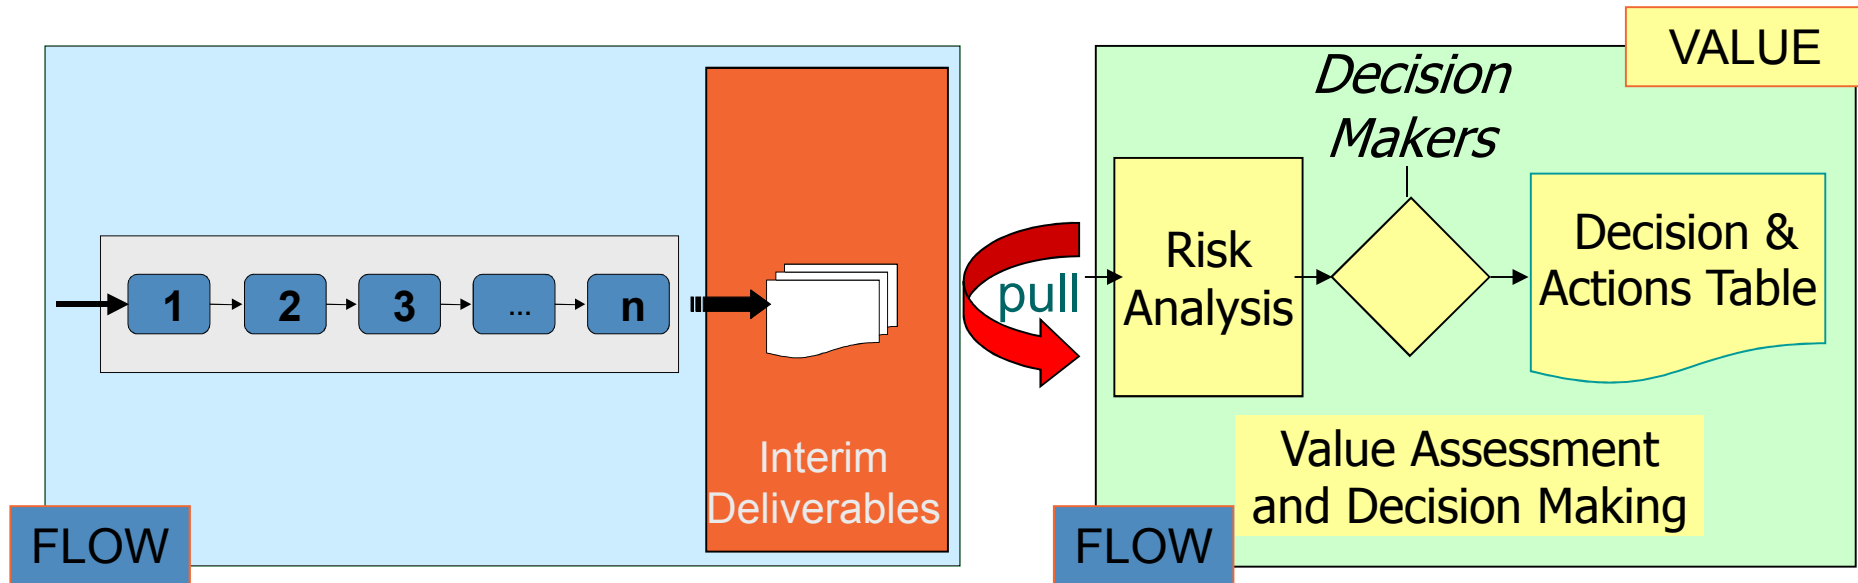 1
2
3
...
n
Interim
Deliverables
FLOW
pull
VALUE
Decision
Makers
Risk
Analysis
Decision &
Actions Table
Value Assessment
and Decision Making
FLOW